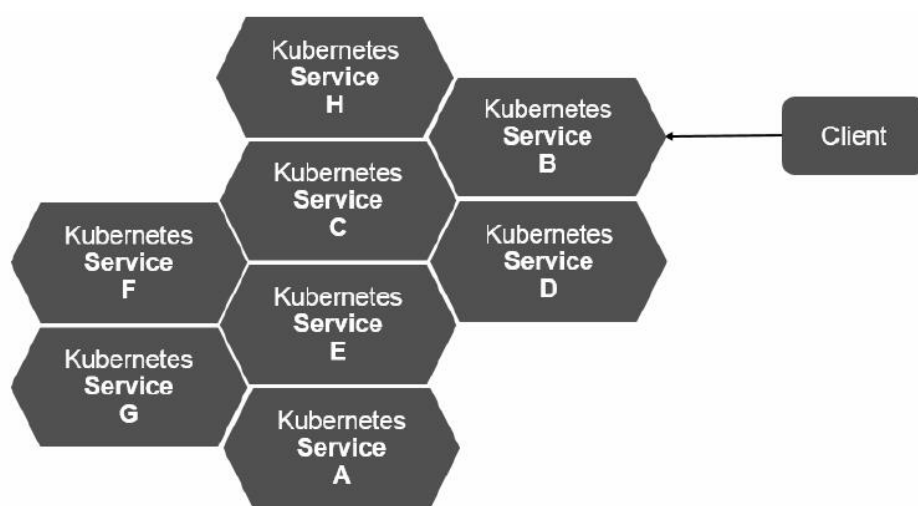 Kubernetes
Service
H
Kubernetes
Service
B
Client
Kubernetes
Service
C
Kubernetes
Service
F
Kubernetes
Service
D
Kubernetes
Service
E
Kubernetes
Service
G
Kubernetes
Service
A